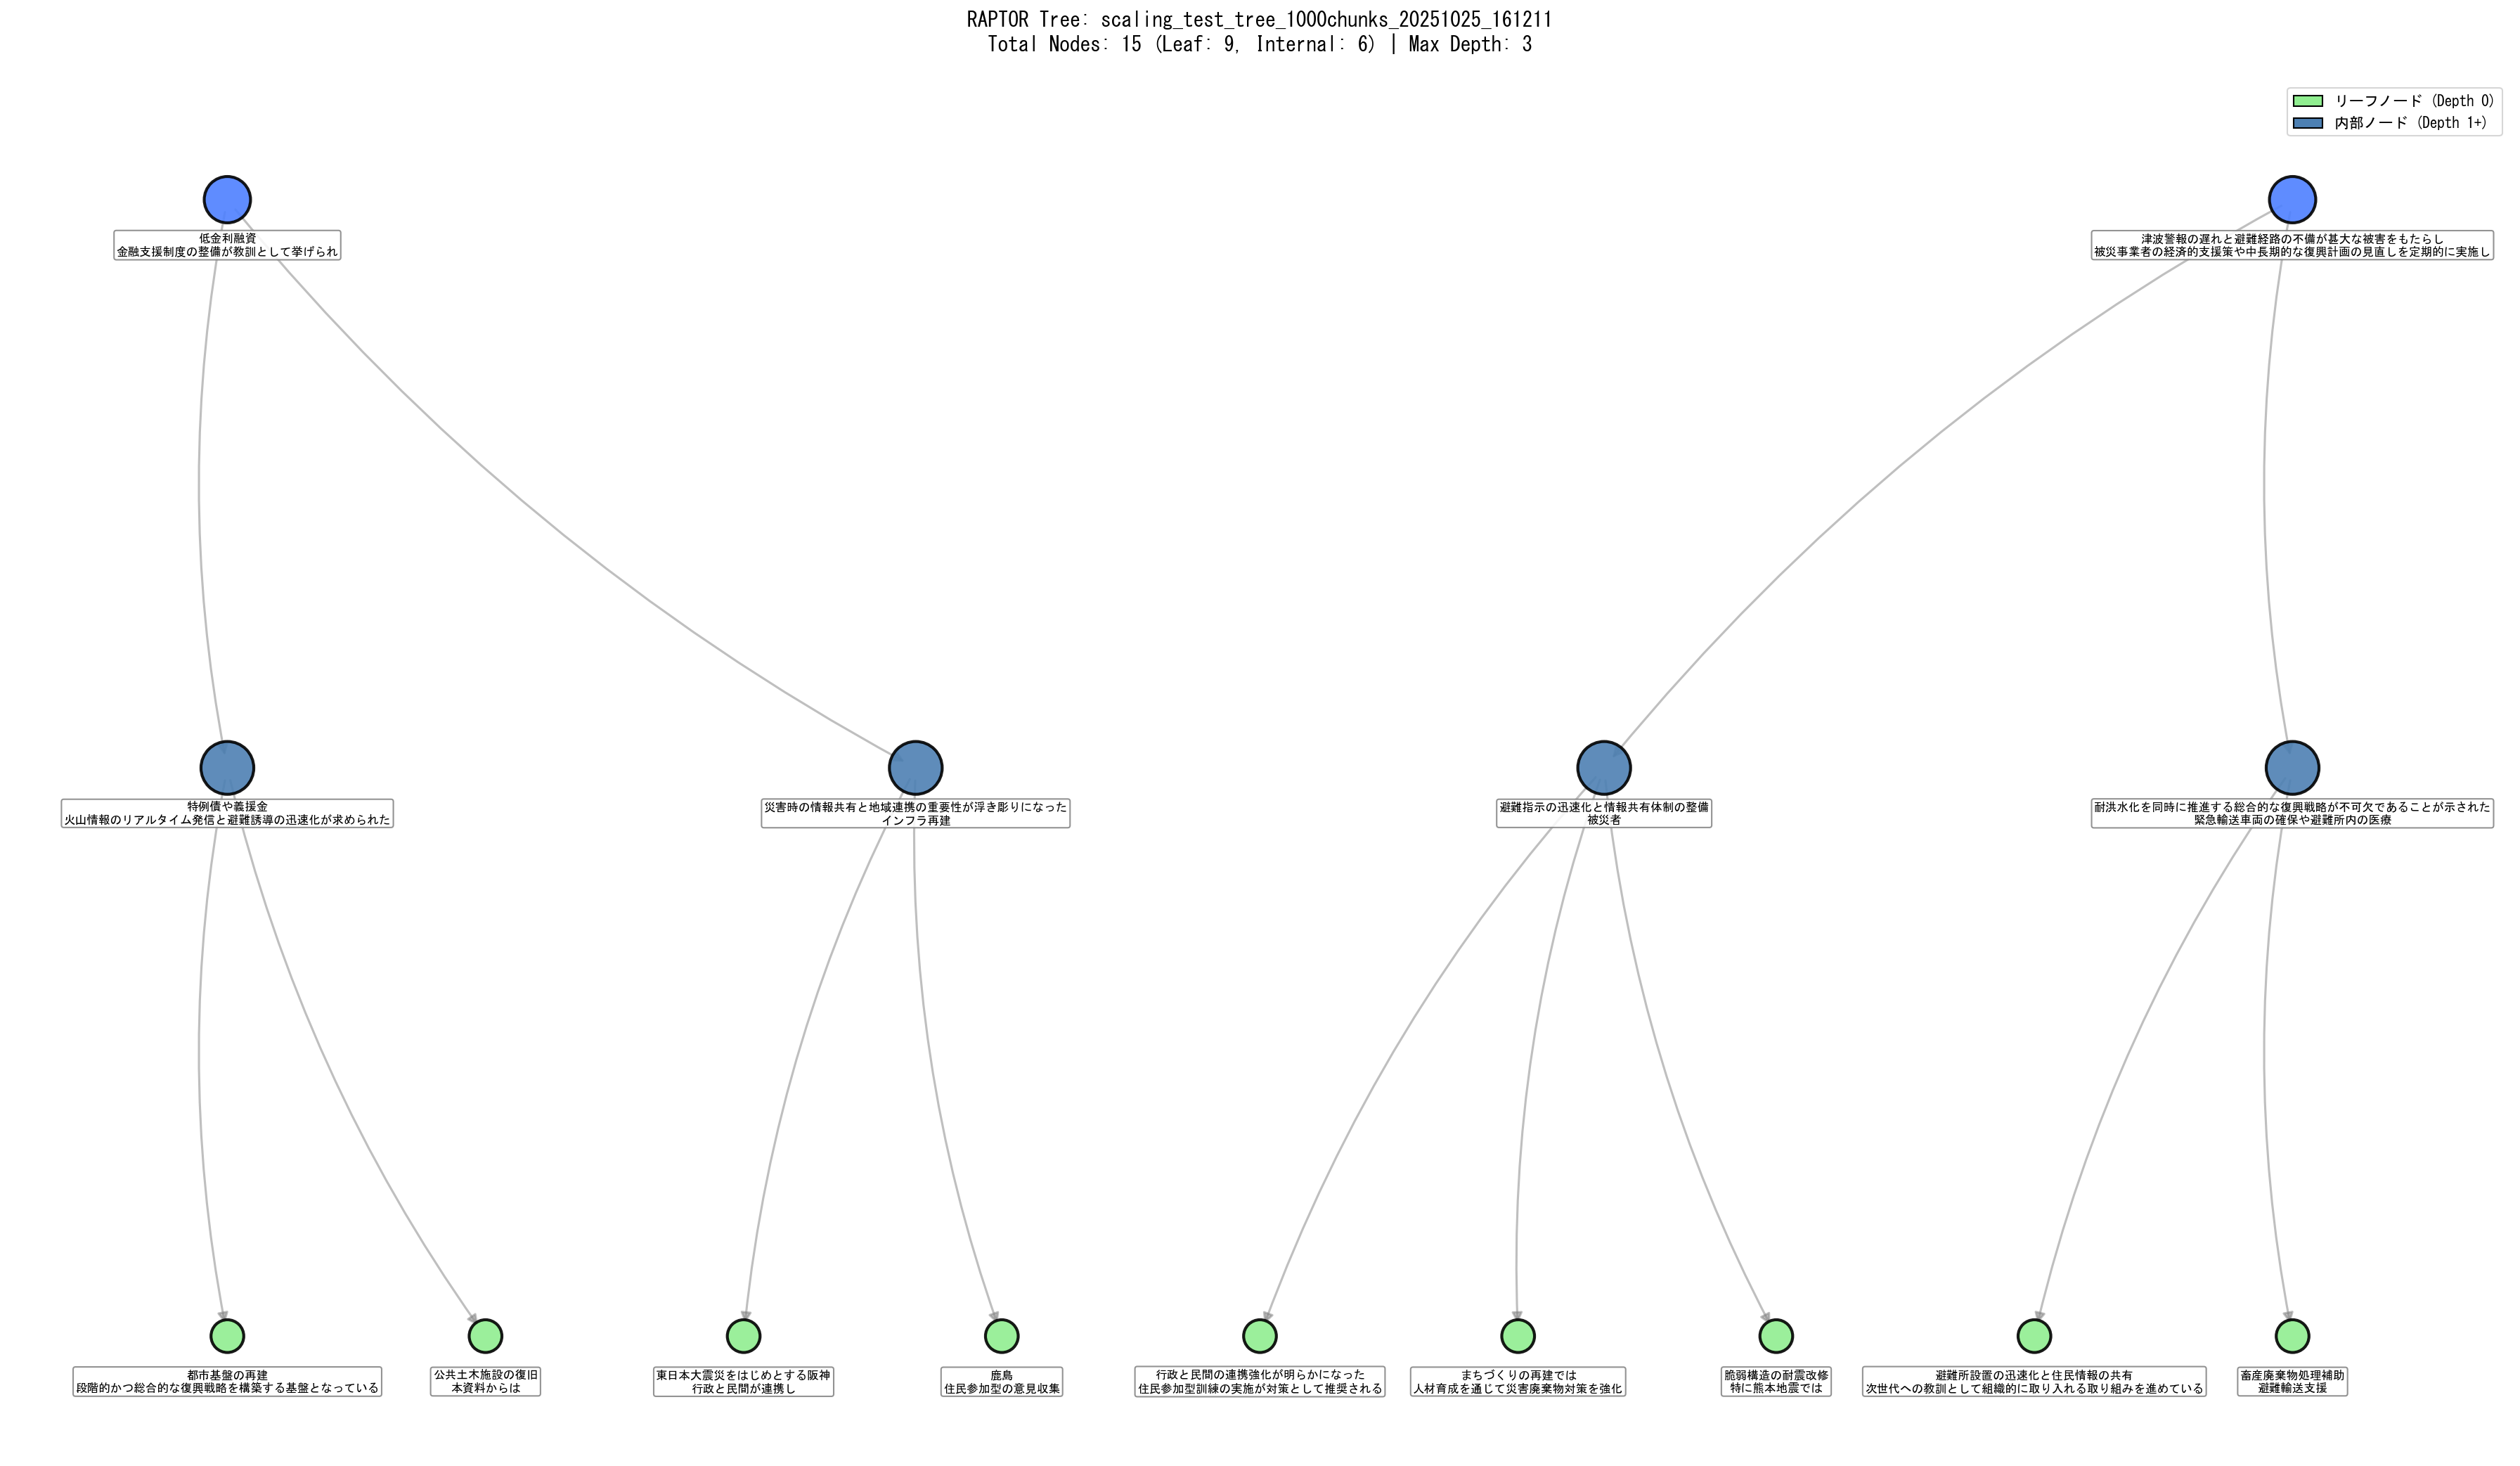 RAPTOR Tree: scaling_test_tree_1000chunks_20251025_161211
Total Nodes: 15 (Leaf: 9, Internal: 6) | Max Depth: 3
リーフノード (Depth 0)
内部ノード (Depth 1+)
低金利融資
金融支援制度の整備が教訓として挙げられ
津波警報の遅れと避難経路の不備が甚大な被害をもたらし
被災事業者の経済的支援策や中長期的な復興計画の見直しを定期的に実施し
特例債や義援金
火山情報のリアルタイム発信と避難誘導の迅速化が求められた
災害時の情報共有と地域連携の重要性が浮き彫りになった
インフラ再建
避難指示の迅速化と情報共有体制の整備
被災者
耐洪水化を同時に推進する総合的な復興戦略が不可欠であることが示された
緊急輸送車両の確保や避難所内の医療
都市基盤の再建
段階的かつ総合的な復興戦略を構築する基盤となっている
公共土木施設の復旧
本資料からは
東日本大震災をはじめとする阪神
行政と民間が連携し
鹿島
住民参加型の意見収集
行政と民間の連携強化が明らかになった
住民参加型訓練の実施が対策として推奨される
まちづくりの再建では
人材育成を通じて災害廃棄物対策を強化
脆弱構造の耐震改修
特に熊本地震では
避難所設置の迅速化と住民情報の共有
次世代への教訓として組織的に取り入れる取り組みを進めている
畜産廃棄物処理補助
避難輸送支援